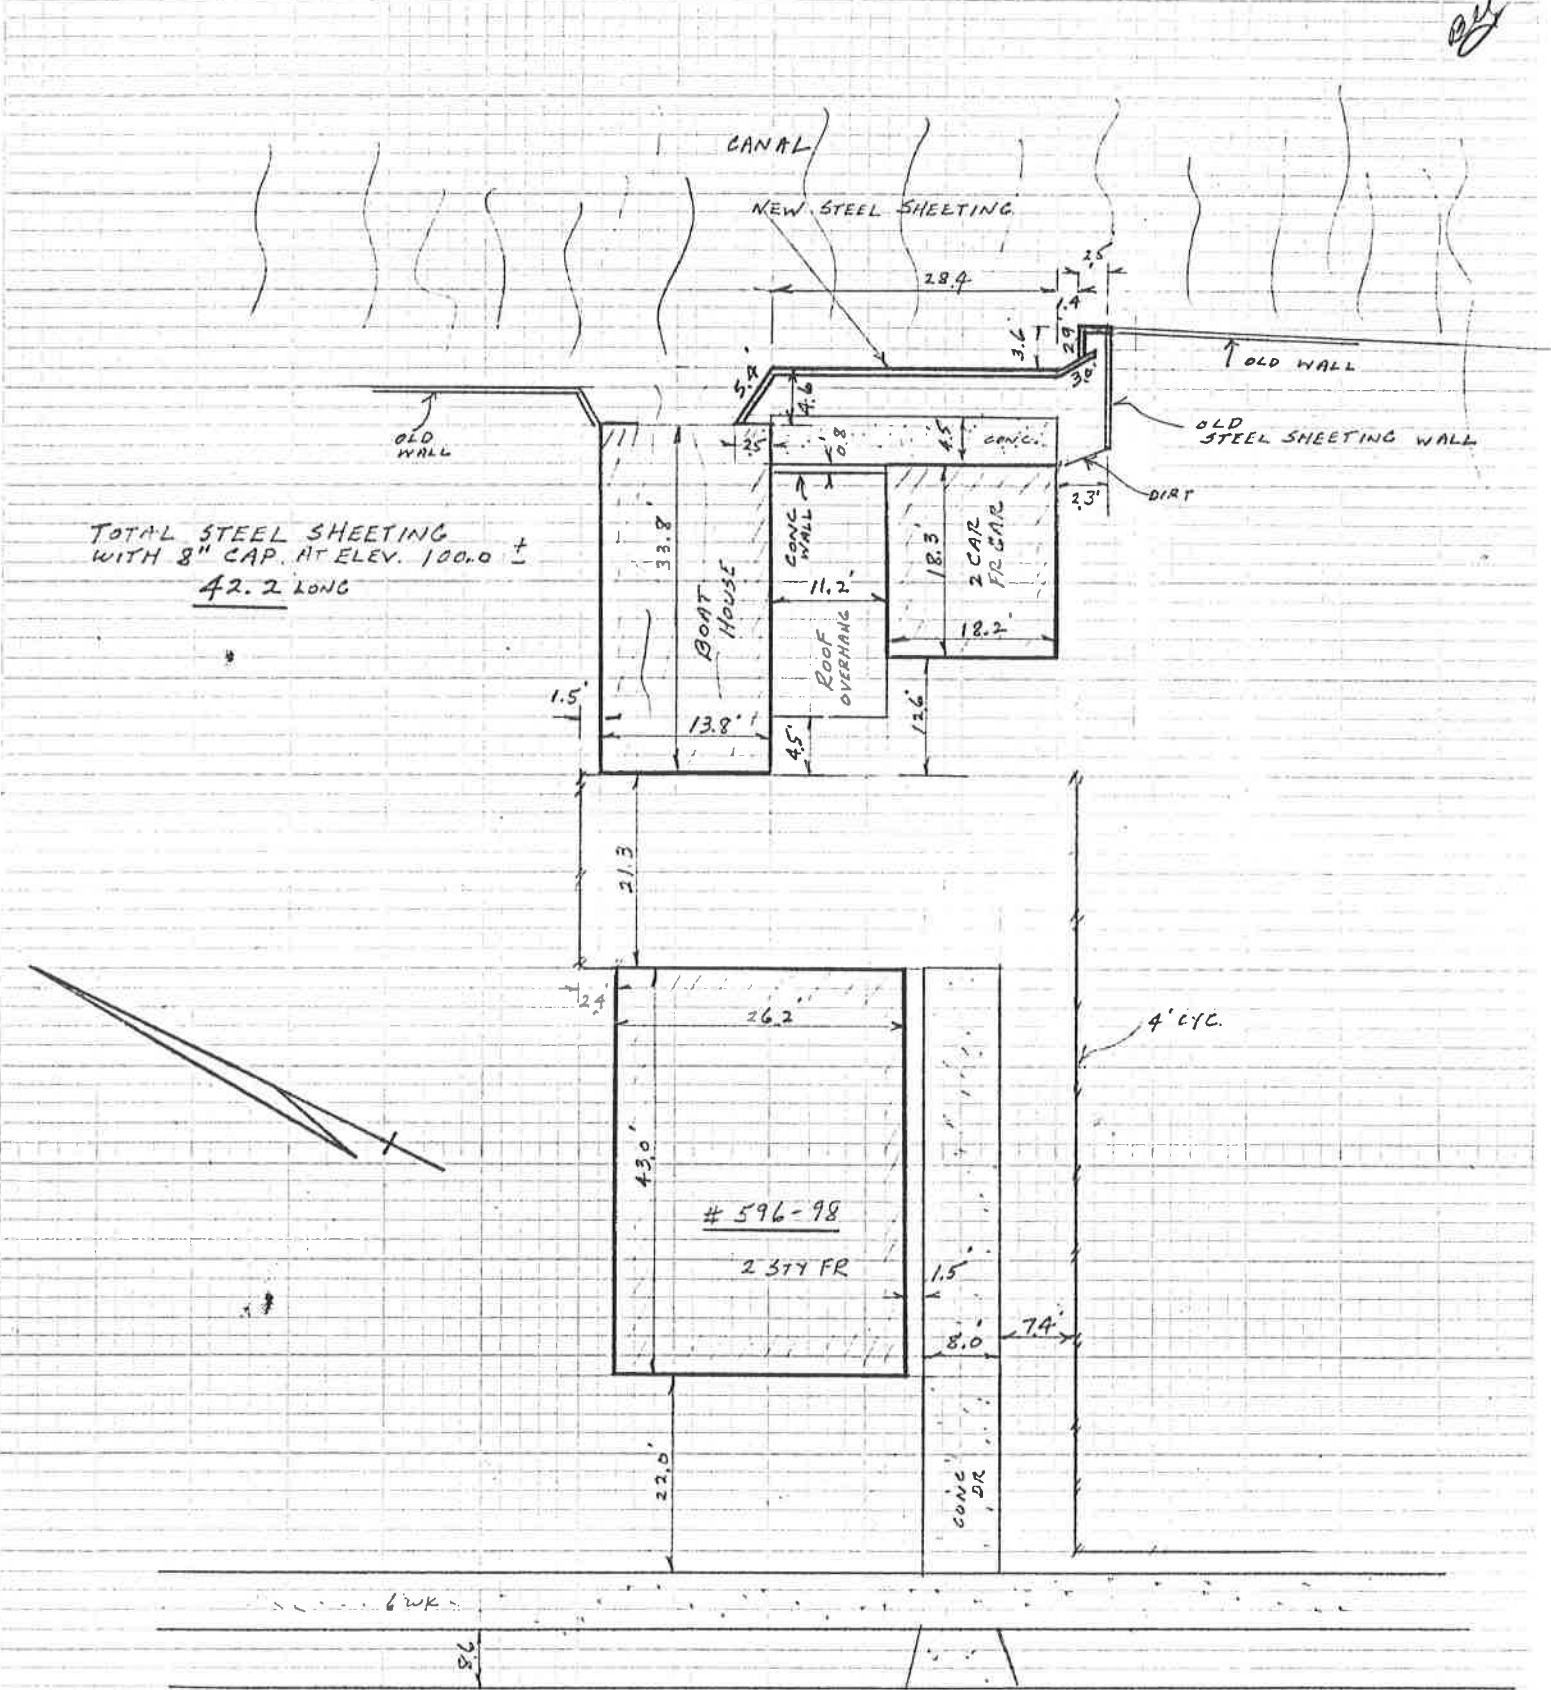 CANAL
NEW STEEL SHEETING
2.5
28.4
1.4
3.6'
2.9'
OLD WALL
3.0'
5.4'
4.6
OLD
WALL
OLD
STEEL SHEETING WALL
2.5
0.8'
4.5
CONC.
2.3'
DIRT
TOTAL STEEL SHEETING
WITH 8" CAP. AT ELEV. 100.0 ±
42.2 LONG
33.8'
CONC
WALL
18.3'
2 CAR
FR GAR
BOAT
HOUSE
11.2'
18.2'
ROOF
OVERHANG
1.5'
13.8'
4.5'
12.6'
21.3
2.4'
26.2'
4' CYC.
43.0'
# 596-98
2 STY FR
1.5'
8.0'
7.4'
22.0'
CONC
DR
6' WK
8.6